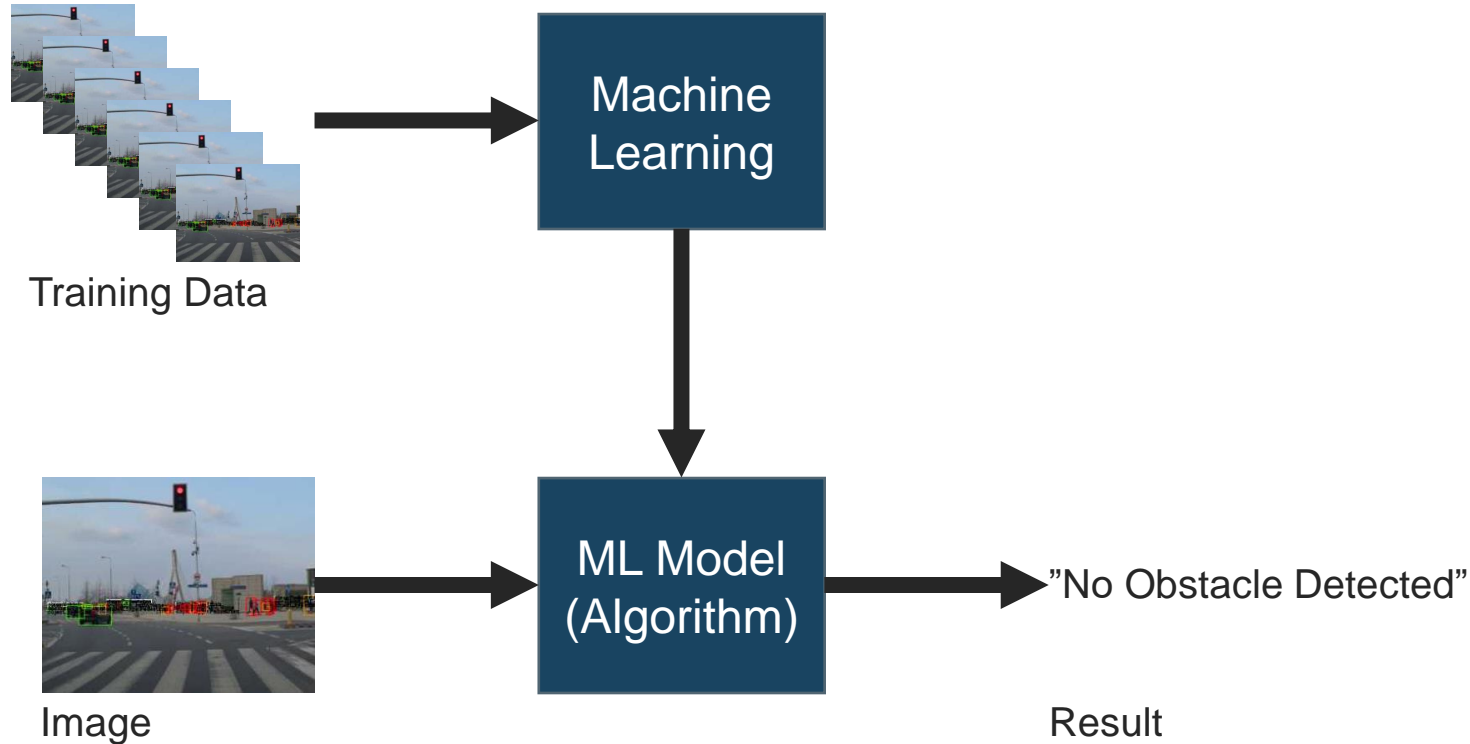 Machine
Learning
Training Data
ML Model
(Algorithm)
”No Obstacle Detected”
Image
Result